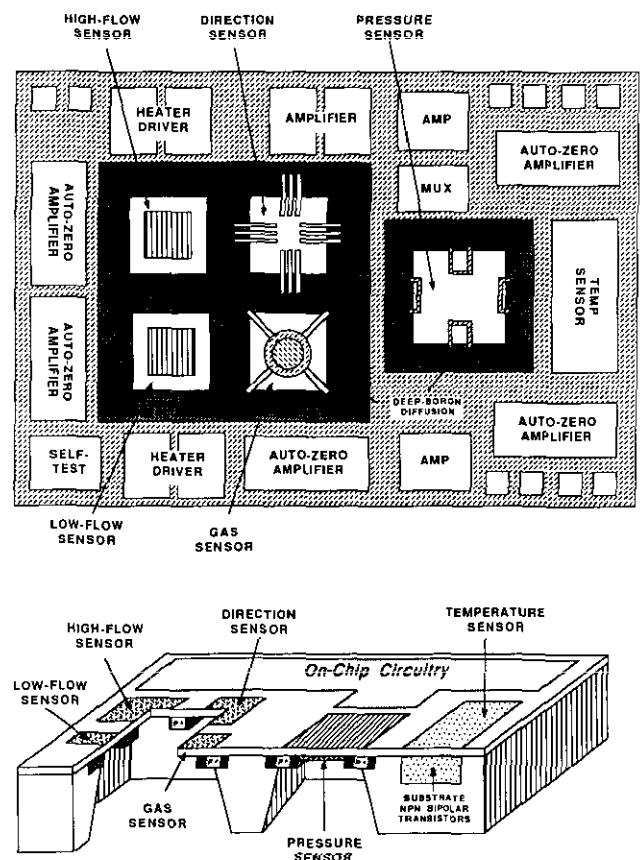 HIGH-FLOW
SENSOR
DIRECTION
SENSOR
PRESSURE
SENSOR
HEATER
DRIVER
AMPLIFIER
AMP
AUTO-ZERO
AMPLIFIER
MUX
AUTO-ZERO
AMPLIFIER
TEMP
SENSOR
AUTO-ZERO
AMPLIFIER
DEEP-BORON
DIFFUSION
AUTO-ZERO
AMPLIFIER
SELF-
TEST
HEATER
DRIVER
AUTO-ZERO
AMPLIFIER
AMP
LOW-FLOW
SENSOR
GAS
SENSOR
TEMPERATURE
SENSOR
DIRECTION
SENSOR
HIGH-FLOW
SENSOR
On-Chip Circuitry
LOW-FLOW
SENSOR
GAS
SENSOR
SUBSTRATE
NPN BIPOLAR
TRANSISTORS
PRESSURE
SENSOR